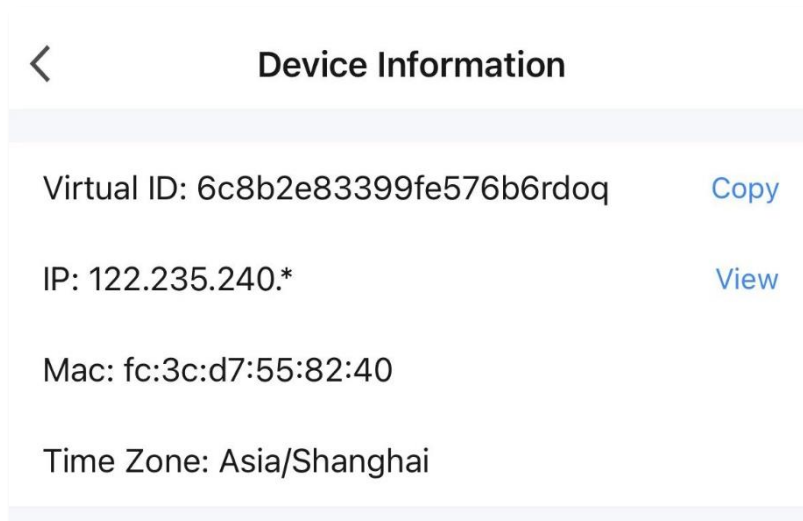 Device Information
Virtual ID: 6c8b2e83399fe576b6rdoq Copy
IP: 122.235.240.* View
Mac: fc:3c:d7:55:82:40
Time Zone: Asia/Shanghai